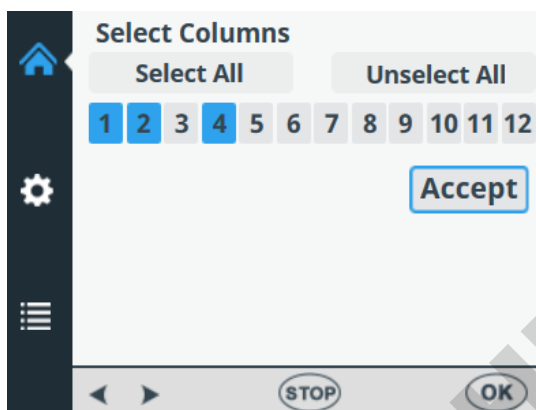 Select Columns
Select All Unselect All
1 2 3 4 5 6 7 8 9 10 11 12
Accept
STOP OK